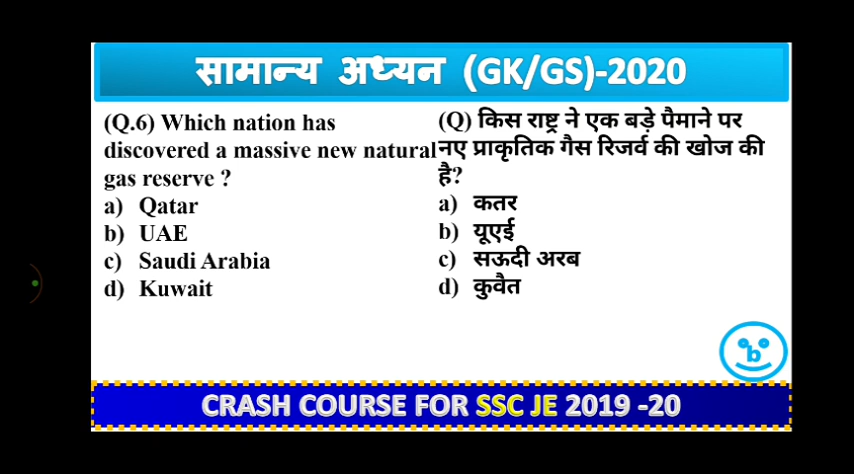 सामान्य अध्यन (GK/GS)-2020
(Q.6) Which nation has
discovered a massive new natural
gas reserve ?
a) Qatar
b) UAE
c) Saudi Arabia
d) Kuwait
(Q) किस राष्ट्र ने एक बड़े पैमाने पर
नए प्राकृतिक गैस रिजर्व की खोज की
है?
a) कतर
b) यूएई
c) सऊदी अरब
d) कुवैत
b
CRASH COURSE FOR SSC JE 2019 -20